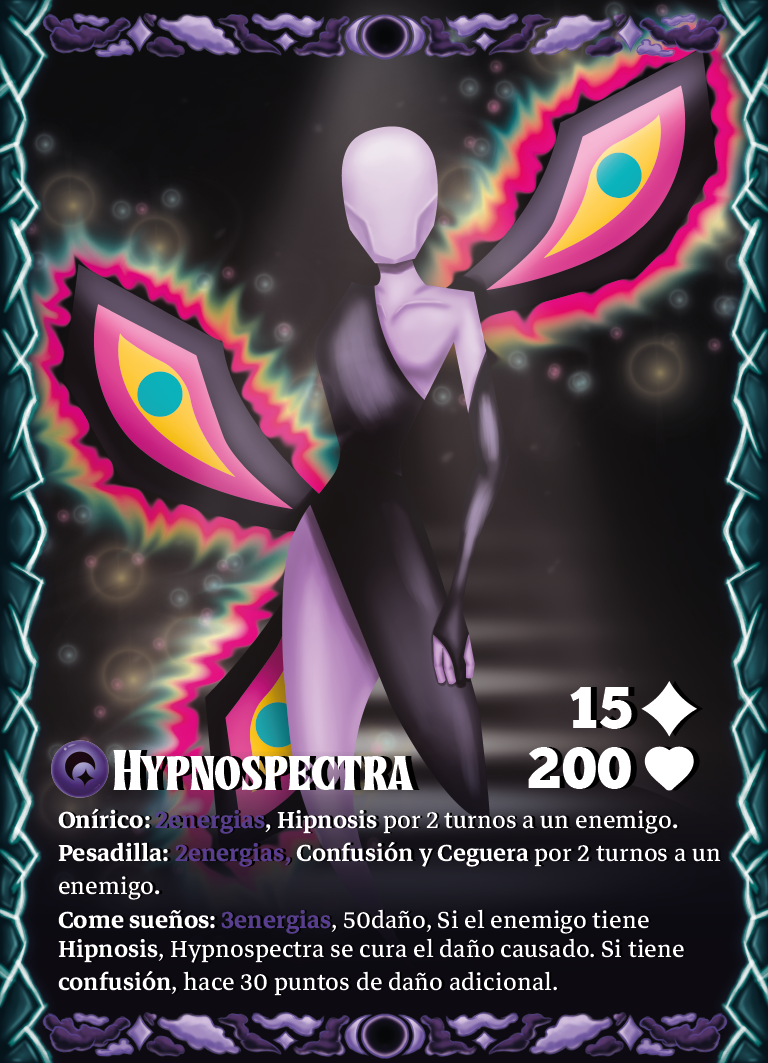 15
200
HYPNOSPECTRA
Onírico: 2energias, Hipnosis por 2 turnos a un enemigo.
Pesadilla: 2energias, Confusión y Ceguera por 2 turnos a un
enemigo.
Come sueños: 3energias, 50daño, Si el enemigo tiene
Hipnosis, Hypnospectra se cura el daño causado. Si tiene
confusión, hace 30 puntos de daño adicional.